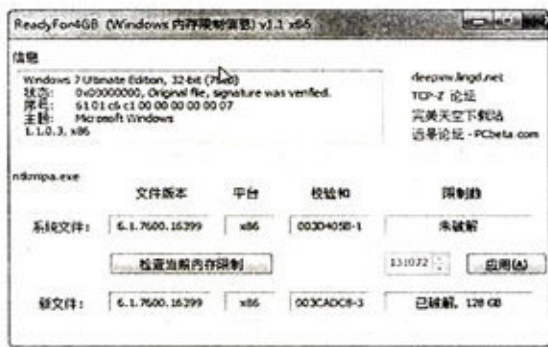 ReadyFor4GB (Windows 内存限制信息) v1.1 x86
信息
Windows 7 Ultimate Edition, 32-bit (7600)
状态: 0x00000000, Original file, signature was verified.
序号: 61 01 c6 c1 00 00 00 00 00 07
主题: Microsoft Windows
1.1.0.3, x86
deepxw.lingd.net
TCP-Z 论坛
完美天空下载站
远景论坛 - PCbeta.com
ntkrnlpa.exe
文件版本 平台 校验和 限制数
系统文件: 6.1.7600.16399 x86 003D405B-1 未破解
检查当前内存限制 131072 应用(A)
新文件: 6.1.7600.16399 x86 003CADC8-3 已破解, 128 GB